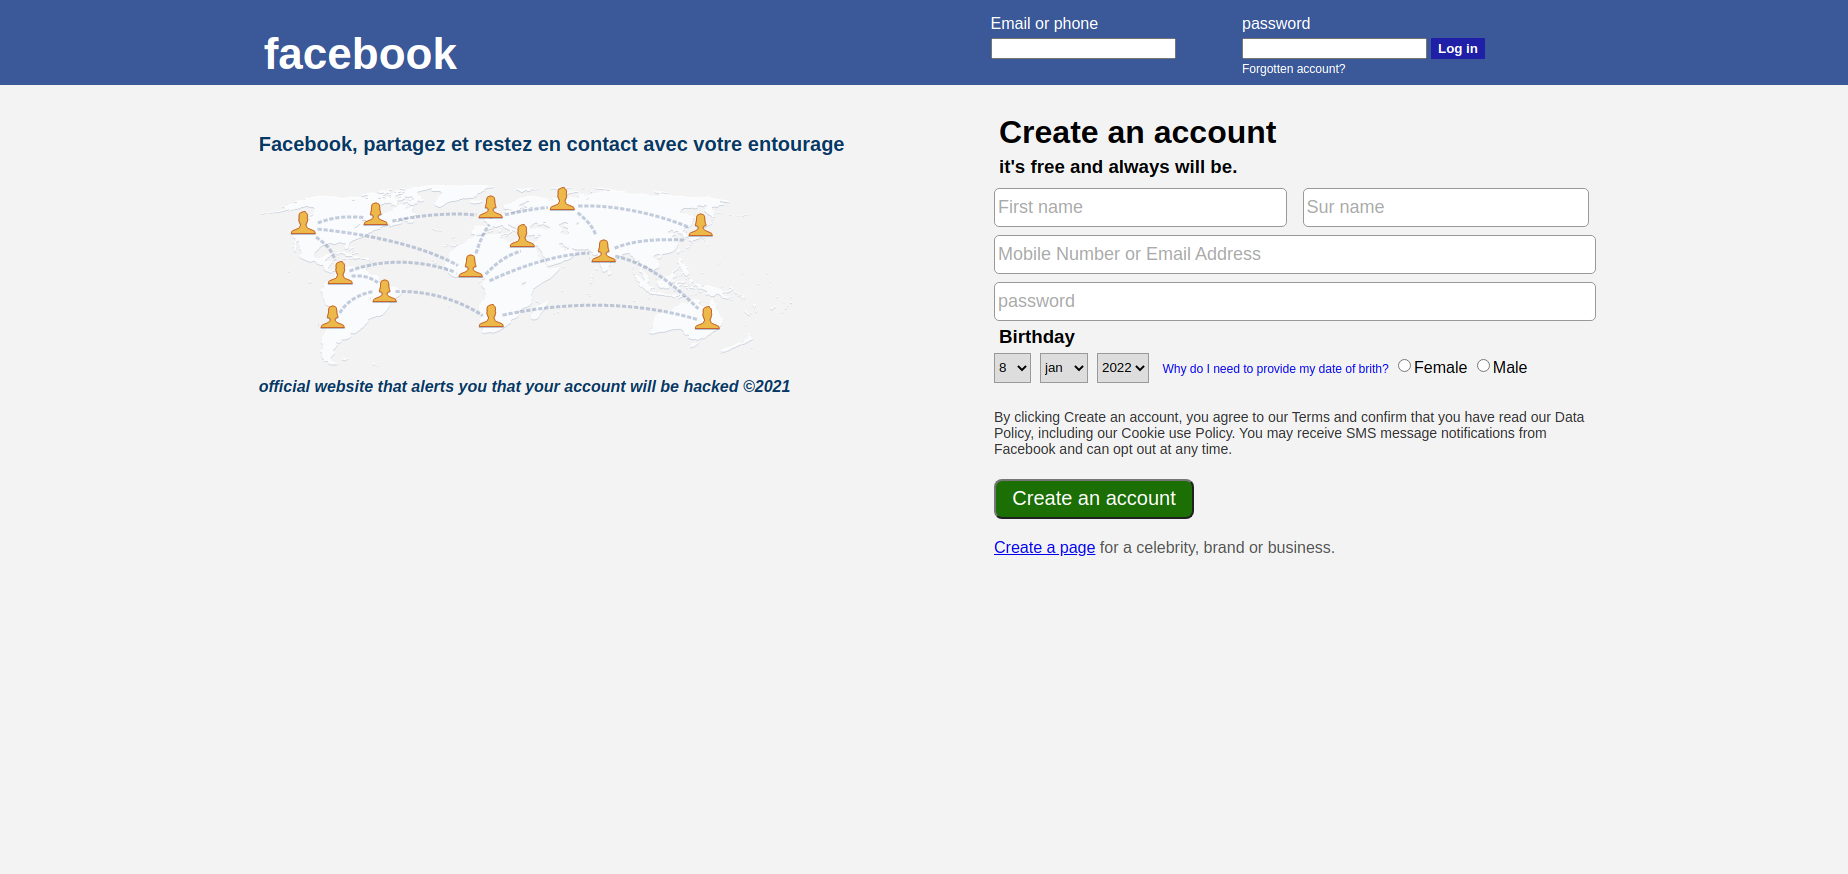 facebook
Email or phone
password
Log in
Forgotten account?
Facebook, partagez et restez en contact avec votre entourage
official website that alerts you that your account will be hacked ©2021
Create an account
it's free and always will be.
First name
Sur name
Mobile Number or Email Address
password
Birthday
8 jan 2022 Why do I need to provide my date of brith? Female Male
By clicking Create an account, you agree to our Terms and confirm that you have read our Data
Policy, including our Cookie use Policy. You may receive SMS message notifications from
Facebook and can opt out at any time.
Create an account
Create a page for a celebrity, brand or business.